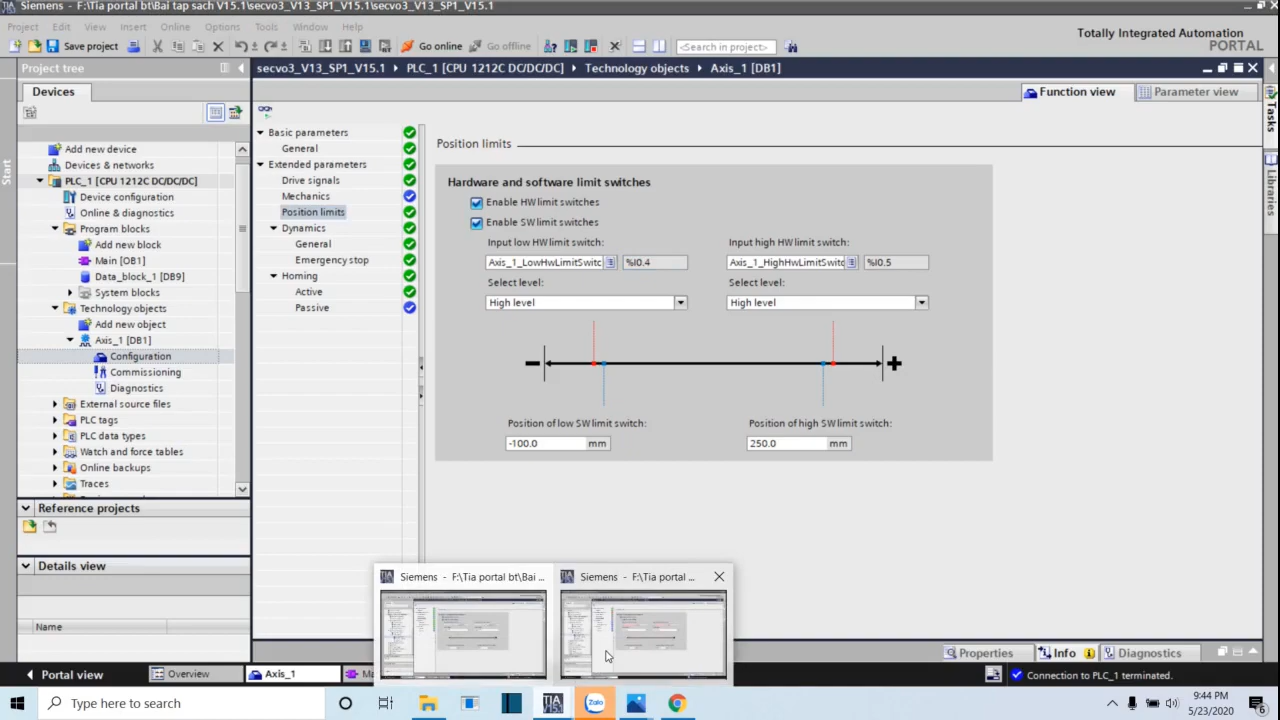 Siemens - F:\Tia portal bt\Bai tap sach V15.1\secvo3_V13_SP1_V15.1\secvo3_V13_SP1_V15.1
Project Edit View Insert Online Options Tools Window Help
Save project Go online Go offline <Search in project>
Totally Integrated Automation
PORTAL
Project tree
secvo3_V13_SP1_V15.1 PLC_1 [CPU 1212C DC/DC/DC] Technology objects Axis_1 [DB1]
Devices
Function view Parameter view
Start
Tasks
Libraries
Add new device
Devices & networks
PLC_1 [CPU 1212C DC/DC/DC]
Device configuration
Online & diagnostics
Program blocks
Add new block
Main [OB1]
Data_block_1 [DB9]
System blocks
Technology objects
Add new object
Axis_1 [DB1]
Configuration
Commissioning
Diagnostics
External source files
PLC tags
PLC data types
Watch and force tables
Online backups
Traces
Reference projects
Details view
Name
Basic parameters
General
Extended parameters
Drive signals
Mechanics
Position limits
Dynamics
General
Emergency stop
Homing
Active
Passive
Position limits
Hardware and software limit switches
Enable HW limit switches
Enable SW limit switches
Input low HW limit switch: Input high HW limit switch:
Axis_1_LowHwLimitSwitc %I0.4 Axis_1_HighHwLimitSwitc %I0.5
Select level: Select level:
High level High level
Position of low SW limit switch: Position of high SW limit switch:
-100.0 mm 250.0 mm
Siemens - F:\Tia portal bt\Bai ... Siemens - F:\Tia portal ...
Properties Info Diagnostics
Portal view Overview Axis_1 Ma
Connection to PLC_1 terminated.
Type here to search
TIA
Zalo
9:44 PM
5/23/2020
6